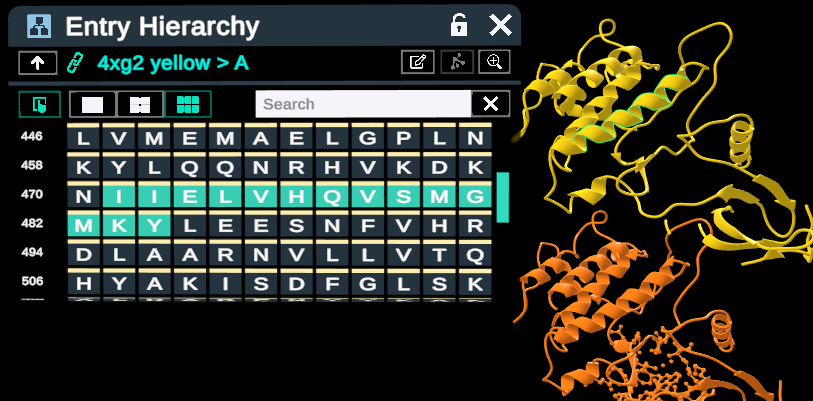 Entry Hierarchy
4xg2 yellow > A
Search
446 L V M E M A E L G P L N
458 K Y L Q Q N R H V K D K
470 N I I E L V H Q V S M G
482 M K Y L E E S N F V H R
494 D L A A R N V L L V T Q
506 H Y A K I S D F G L S K